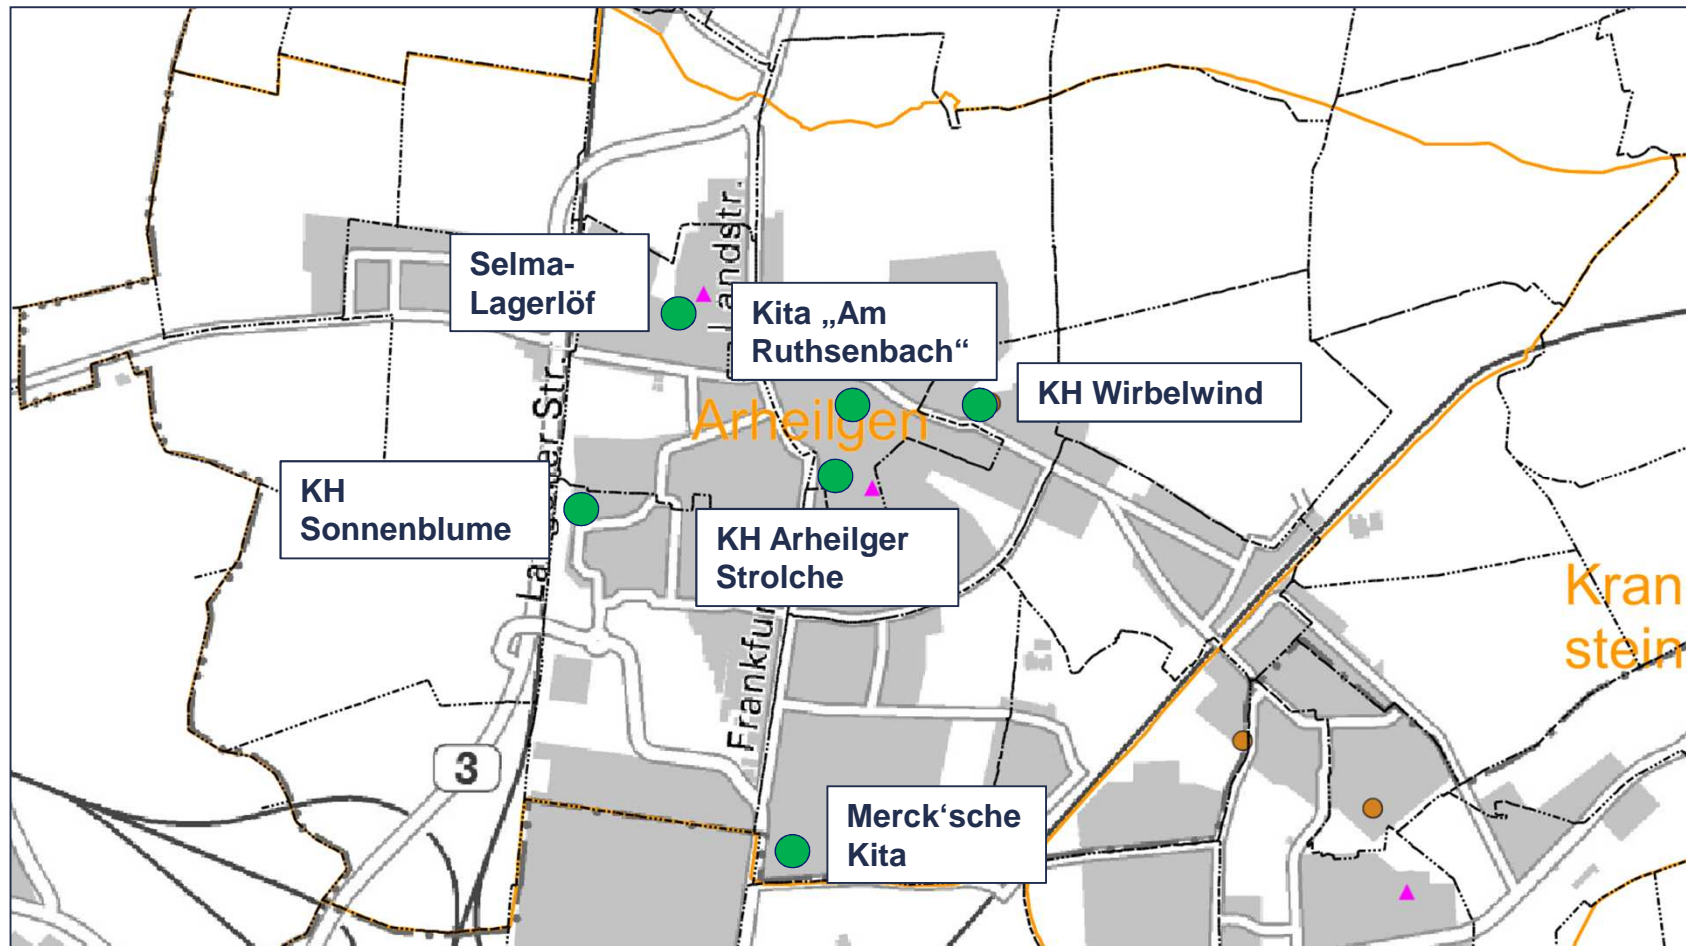 Landstr.
Selma-
Lagerlöf
Kita „Am
Ruthsenbach“
KH Wirbelwind
Arheilgen
KH
Sonnenblume
KH Arheilger
Strolche
Kran
stein
3
Merck‘sche
Kita